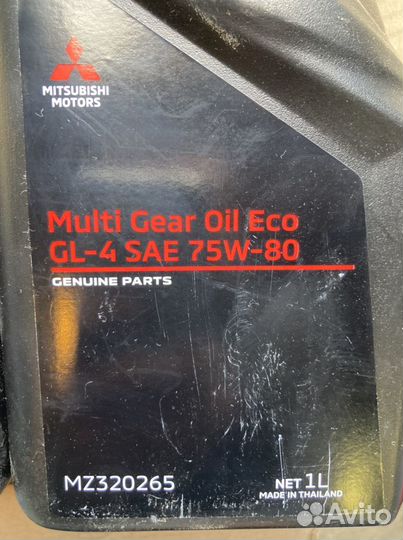 MITSUBISHI
MOTORS
Multi Gear Oil Eco
GL-4 SAE 75W-80
GENUINE PARTS
MZ320265
NET 1L
MADE IN THAILAND
Avito